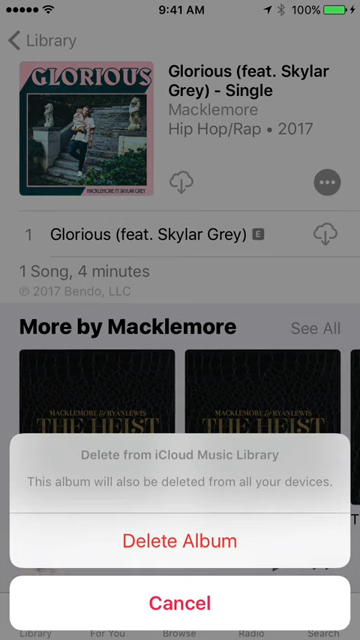 9:41 AM
100%
Library
GLORIOUS
MACKLEMORE FT SKYLAR GREY
Glorious (feat. Skylar
Grey) - Single
Macklemore
Hip Hop/Rap • 2017
1 Glorious (feat. Skylar Grey) E
1 Song, 4 minutes
℗ 2017 Bendo, LLC
More by Macklemore
See All
MACKLEMORE & RYAN LEWIS
THE HEIST
MACKLEMORE & RYAN LEWIS
THE HEIST
T
Delete from iCloud Music Library
This album will also be deleted from all your devices.
Delete Album
Cancel
Library
For You
Browse
Radio
Search